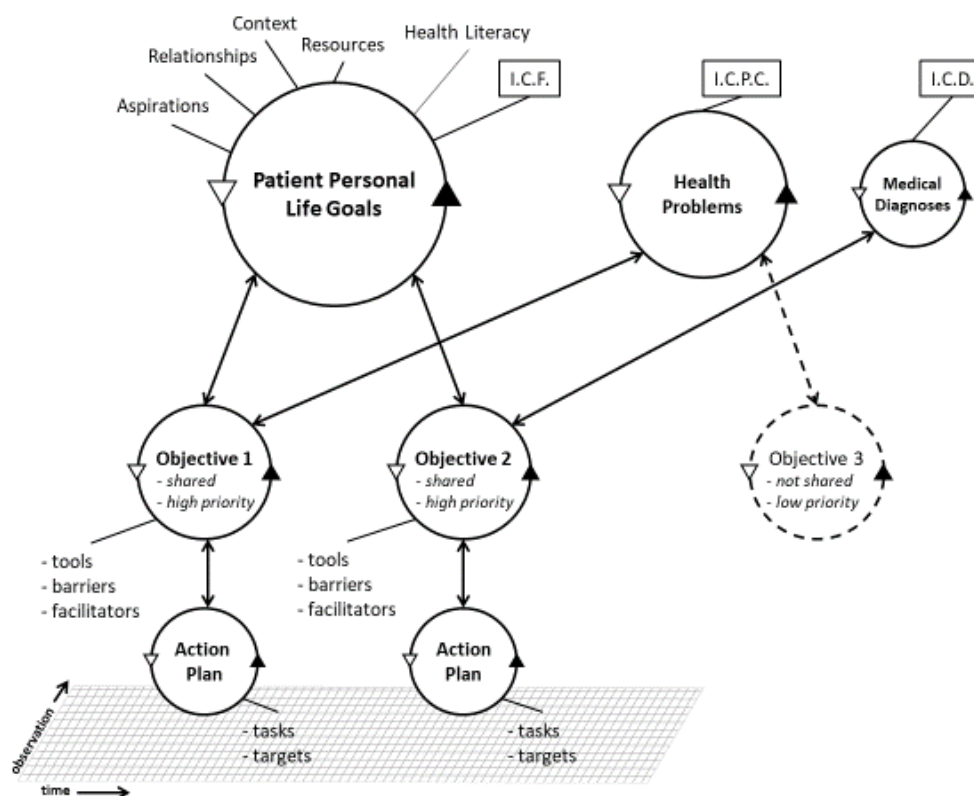 Context
Health Literacy
Resources
Relationships
Aspirations
I.C.F.
I.C.P.C.
I.C.D.
Patient Personal
Life Goals
Health
Problems
Medical
Diagnoses
Objective 1
- shared
- high priority
Objective 2
- shared
- high priority
Objective 3
- not shared
- low priority
- tools
- barriers
- facilitators
- tools
- barriers
- facilitators
Action
Plan
Action
Plan
- tasks
- targets
- tasks
- targets
observation
time